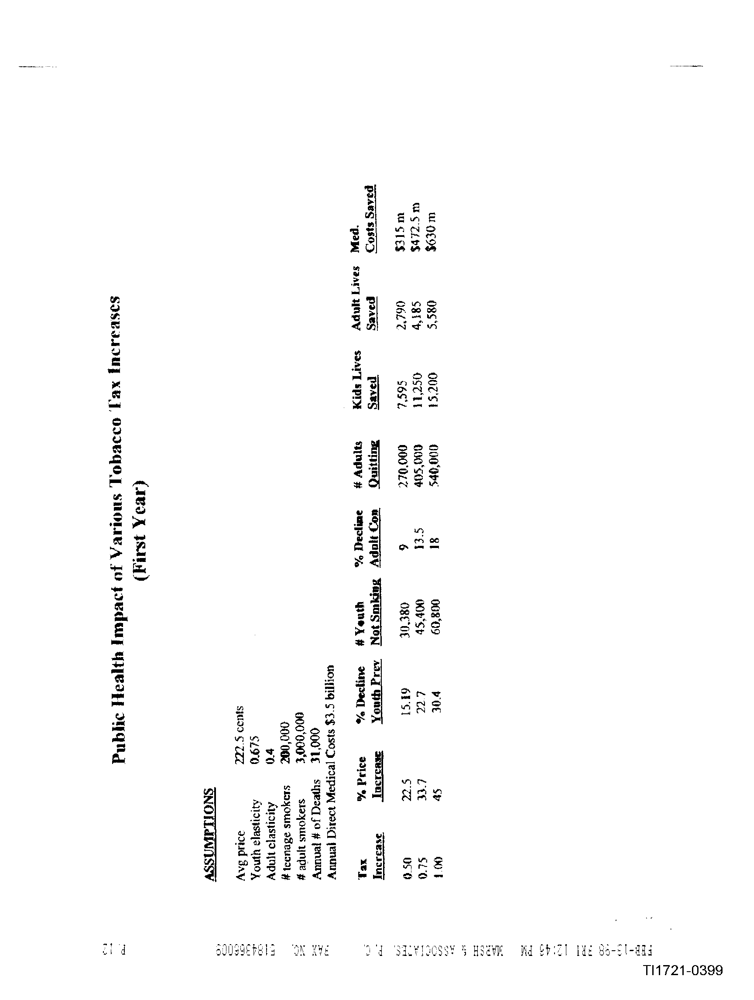 Public Health Impact of Various Tobacco Tax Increases
(First Year)
ASSUMPTIONS
Avg price 222.5 cents
Youth elasticity 0.675
Adult elasticity 0.4
# teenage smokers 200,000
# adult smokers 3,000,000
Annual # of Deaths 31,000
Annual Direct Medical Costs $3.5 billion
Tax % Price % Decline # Youth % Decline # Adults Kids Lives Adult Lives Med.
Increase Increase Youth Prev Not Smking Adult Con Quitting Saved Saved Costs Saved
0.50 22.5 15.19 30,380 9 270,000 7,595 2,790 $315 m
0.75 33.7 22.7 45,400 13.5 405,000 11,250 4,185 $472.5 m
1.00 45 30.4 60,800 18 540,000 15,200 5,580 $630 m
FEB-13-98 FRI 12:49 PM MARSH & ASSOCIATES, P.C. FAX NO. 5184366009 P. 12
TI1721-0399